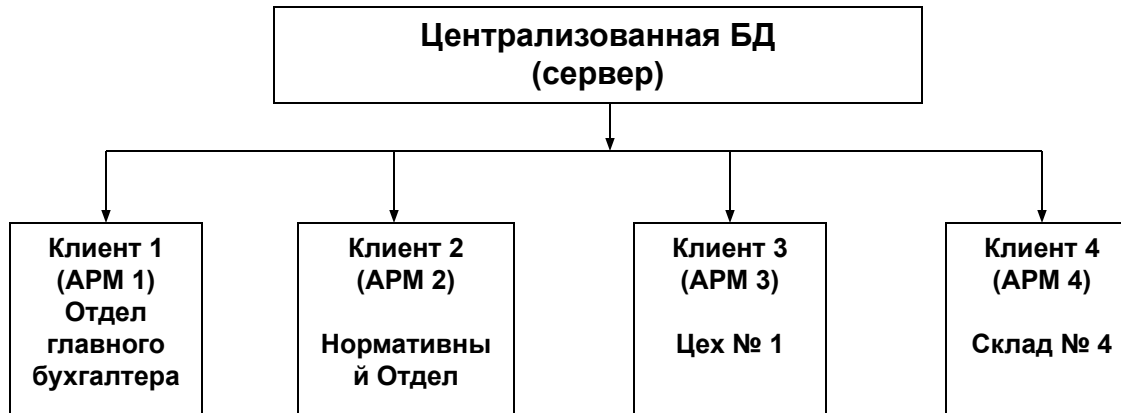 Централизованная БД
(сервер)
Клиент 1
(АРМ 1)
Отдел
главного
бухгалтера
Клиент 2
(АРМ 2)
Нормативны
й Отдел
Клиент 3
(АРМ 3)
Цех № 1
Клиент 4
(АРМ 4)
Склад № 4